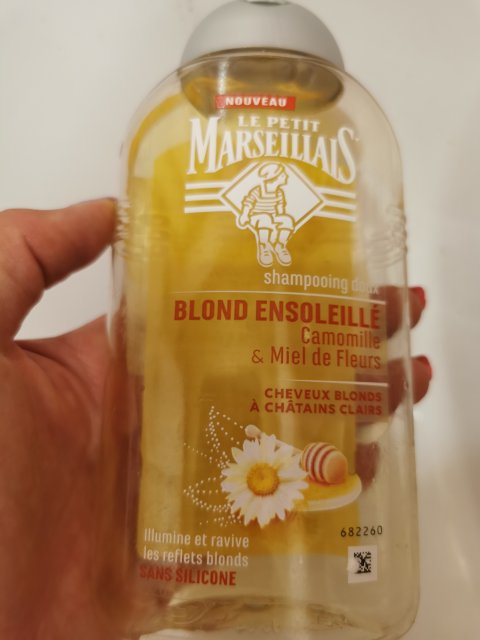 NOUVEAU
LE PETIT
MARSEILLAIS
shampooing doux
BLOND ENSOLEILLÉ
Camomille
& Miel de Fleurs
CHEVEUX BLONDS
À CHÂTAINS CLAIRS
682260
Illumine et ravive
les reflets blonds
SANS SILICONE